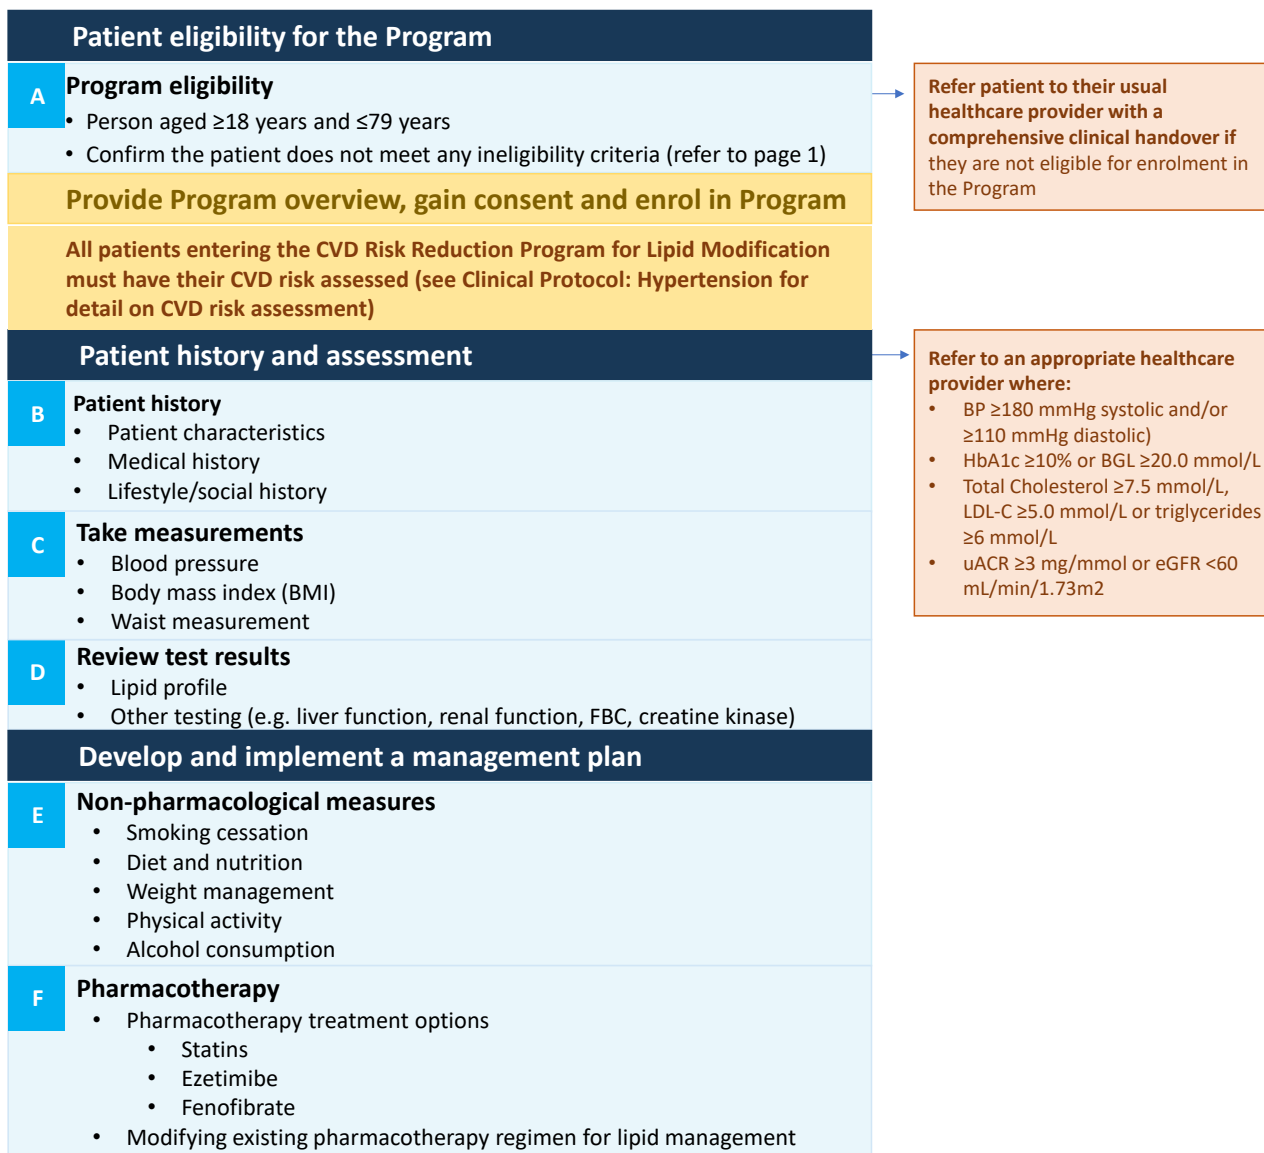 Patient eligibility for the Program
A
Program eligibility
• Person aged ≥18 years and ≤79 years
• Confirm the patient does not meet any ineligibility criteria (refer to page 1)
Refer patient to their usual
healthcare provider with a
comprehensive clinical handover if
they are not eligible for enrolment in
the Program
Provide Program overview, gain consent and enrol in Program
All patients entering the CVD Risk Reduction Program for Lipid Modification
must have their CVD risk assessed (see Clinical Protocol: Hypertension for
detail on CVD risk assessment)
Patient history and assessment
B
Patient history
• Patient characteristics
• Medical history
• Lifestyle/social history
Refer to an appropriate healthcare
provider where:
• BP ≥180 mmHg systolic and/or
≥110 mmHg diastolic)
• HbA1c ≥10% or BGL ≥20.0 mmol/L
• Total Cholesterol ≥7.5 mmol/L,
LDL-C ≥5.0 mmol/L or triglycerides
≥6 mmol/L
• uACR ≥3 mg/mmol or eGFR <60
mL/min/1.73m2
C
Take measurements
• Blood pressure
• Body mass index (BMI)
• Waist measurement
D
Review test results
• Lipid profile
• Other testing (e.g. liver function, renal function, FBC, creatine kinase)
Develop and implement a management plan
E
Non-pharmacological measures
• Smoking cessation
• Diet and nutrition
• Weight management
• Physical activity
• Alcohol consumption
F
Pharmacotherapy
• Pharmacotherapy treatment options
• Statins
• Ezetimibe
• Fenofibrate
• Modifying existing pharmacotherapy regimen for lipid management